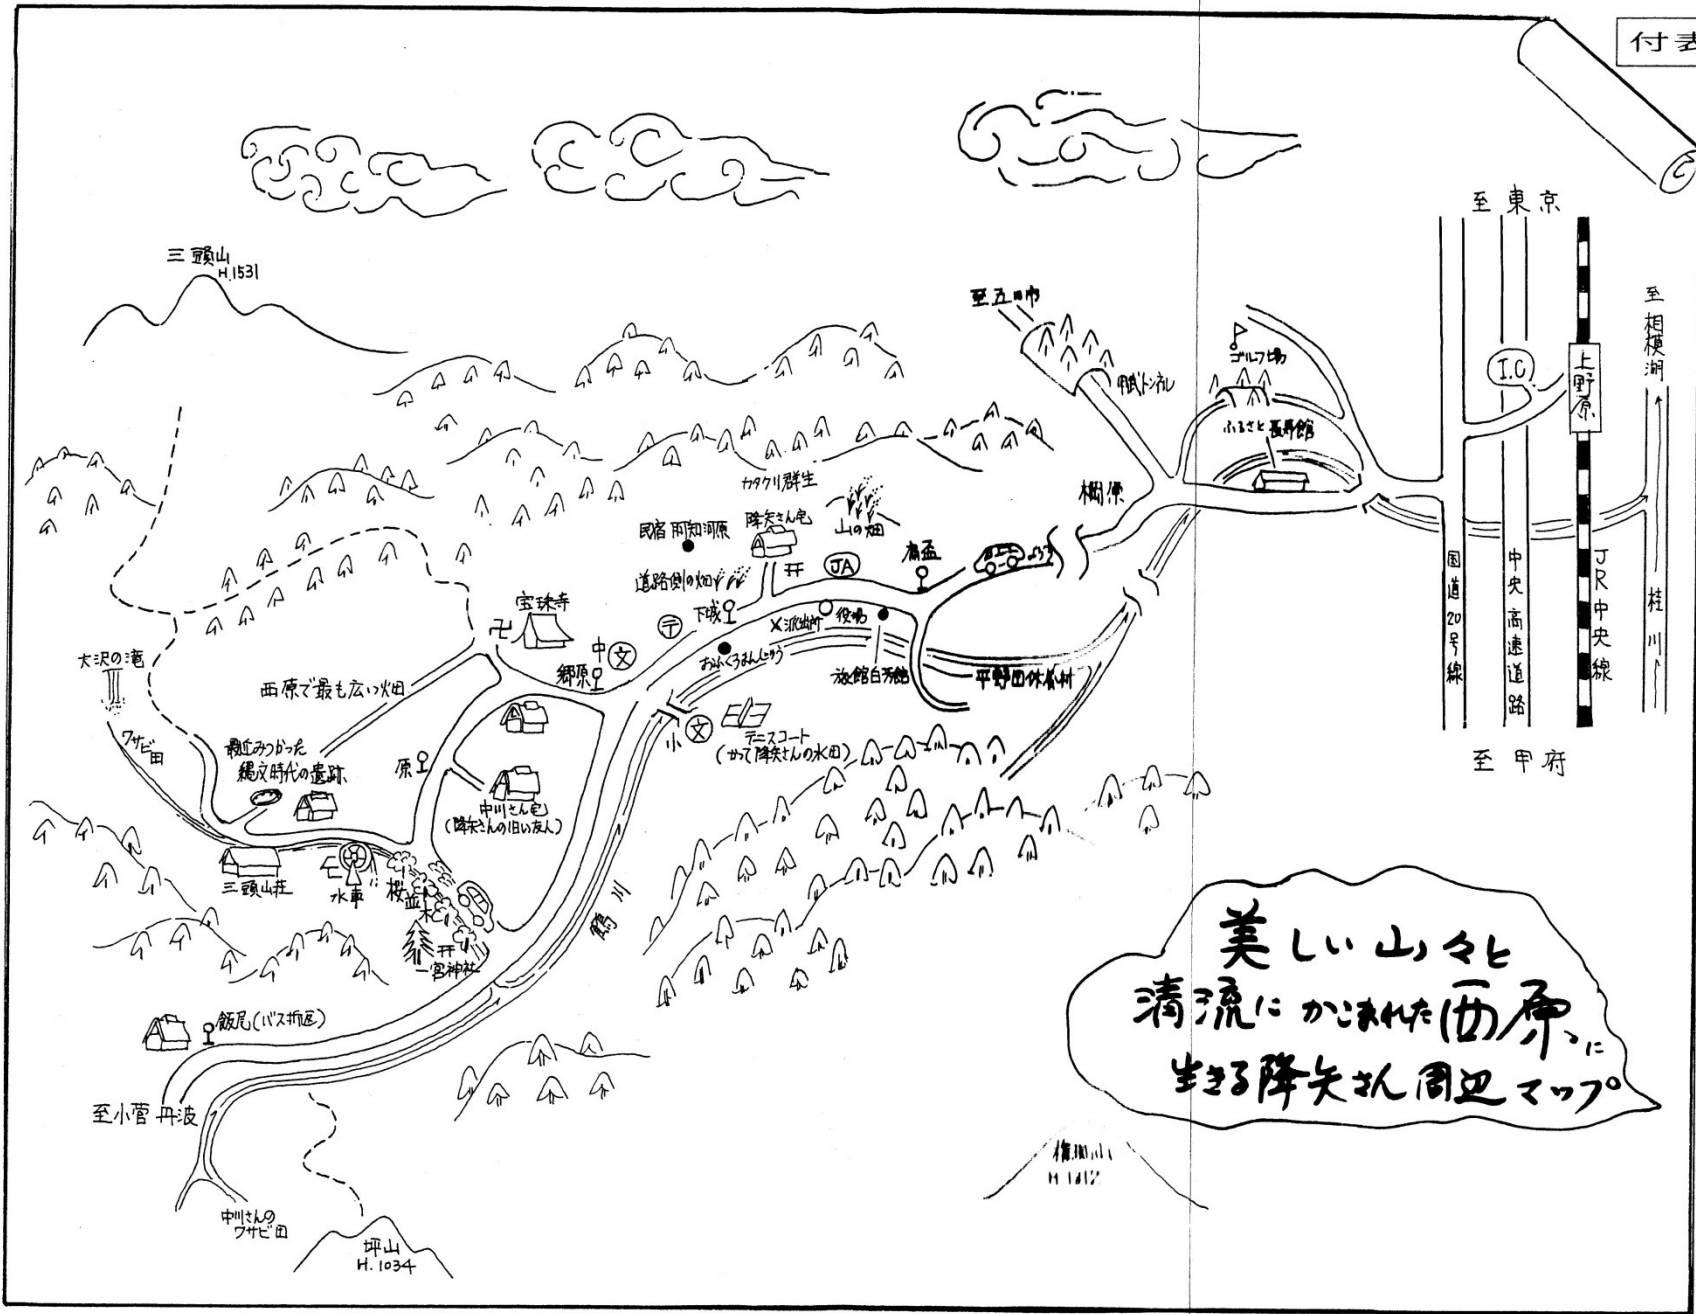 付表
至東京
三頭山
H.1531
至五日市
ゴルフ場
甲武トンネル
ふるさと長寿館
I.C
上野原
至相模湖
カタクリ群生
山の畑
棡原
民宿 阿知河原
降矢さん宅
道路側の畑
JA
宝珠寺
卍
中
文
〒
下城
×派出所
役場
郷原
おふくろまんじゅう
旅館白芳館
平野田休養村
国道20号線
中央高速道路
JR中央線
桂川
大沢の滝
西原で最も広い畑
小
文
テニスコート
(かつて降矢さんの水田)
至甲府
ワサビ田
最近みつかった
縄文時代の遺跡
原
中川さん宅
(降矢さんの旧い友人)
三頭山荘
水車
桜並木
鶴川
一宮神社
飯尾(バス折返)
美しい山々と
清流にかこまれた西原に
生きる降矢さん周辺マップ
至小菅 丹波
中川さんの
ワサビ田
坪山
H.1034